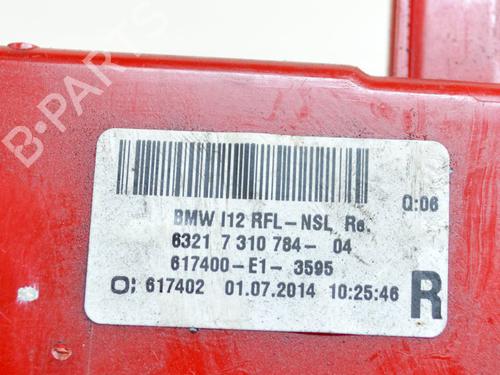 B-PARTS
Q:06
BMW I12 RFL-NSL Re.
6321 7 310 784- 04
617400-E1- 3595
O: 617402 01.07.2014 10:25:46 R